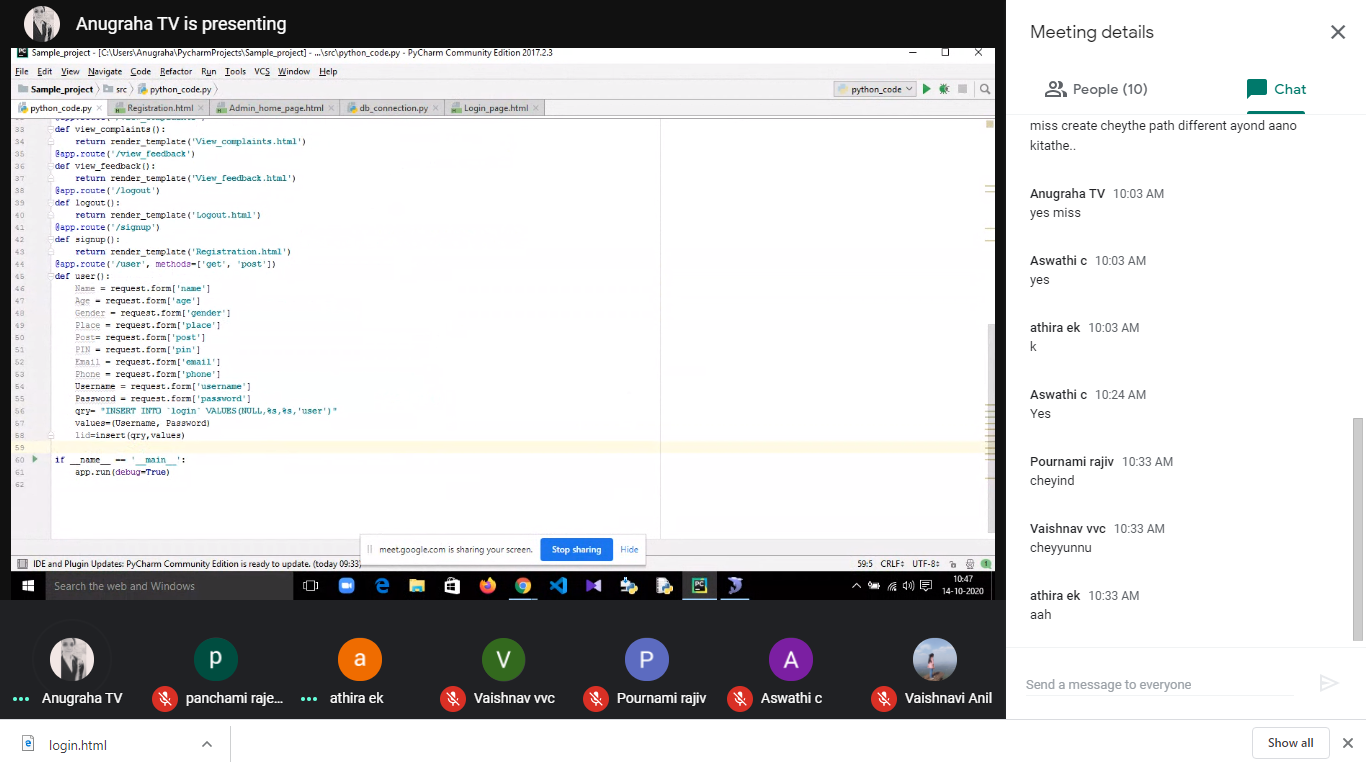 Anugraha TV is presenting
Sample_project - [C:\Users\Anugraha\PycharmProjects\Sample_project] - ...\src\python_code.py - PyCharm Community Edition 2017.2.3
File Edit View Navigate Code Refactor Run Tools VCS Window Help
Sample_project src python_code.py python_code
python_code.py Registration.html Admin_home_page.html db_connection.py Login_page.html
33 def view_complaints():
34 return render_template('View_complaints.html')
35 @app.route('/view_feedback')
36 def view_feedback():
37 return render_template('View_feedback.html')
38 @app.route('/logout')
39 def logout():
40 return render_template('Logout.html')
41 @app.route('/signup')
42 def signup():
43 return render_template('Registration.html')
44 @app.route('/user', methods=['get', 'post'])
45 def user():
46 Name = request.form['name']
47 Age = request.form['age']
48 Gender = request.form['gender']
49 Place = request.form['place']
50 Post= request.form['post']
51 PIN = request.form['pin']
52 Email = request.form['email']
53 Phone = request.form['phone']
54 Username = request.form['username']
55 Password = request.form['password']
56 qry= "INSERT INTO `login` VALUES(NULL,%s,%s,'user')"
57 values=(Username, Password)
58 lid=insert(qry,values)
59
60 if __name__ == '__main__':
61 app.run(debug=True)
62
meet.google.com is sharing your screen. Stop sharing Hide
IDE and Plugin Updates: PyCharm Community Edition is ready to update. (today 09:33) 59:5 CRLF UTF-8
Search the web and Windows
10:47
14-10-2020
Anugraha TV
p panchami raje...
a athira ek
V Vaishnav vvc
P Pournami rajiv
A Aswathi c
Vaishnavi Anil
Meeting details
People (10) Chat
miss create cheythe path different ayond aano
kitathe..
Anugraha TV 10:03 AM
yes miss
Aswathi c 10:03 AM
yes
athira ek 10:03 AM
k
Aswathi c 10:24 AM
Yes
Pournami rajiv 10:33 AM
cheyind
Vaishnav vvc 10:33 AM
cheyyunnu
athira ek 10:33 AM
aah
Send a message to everyone
login.html
Show all